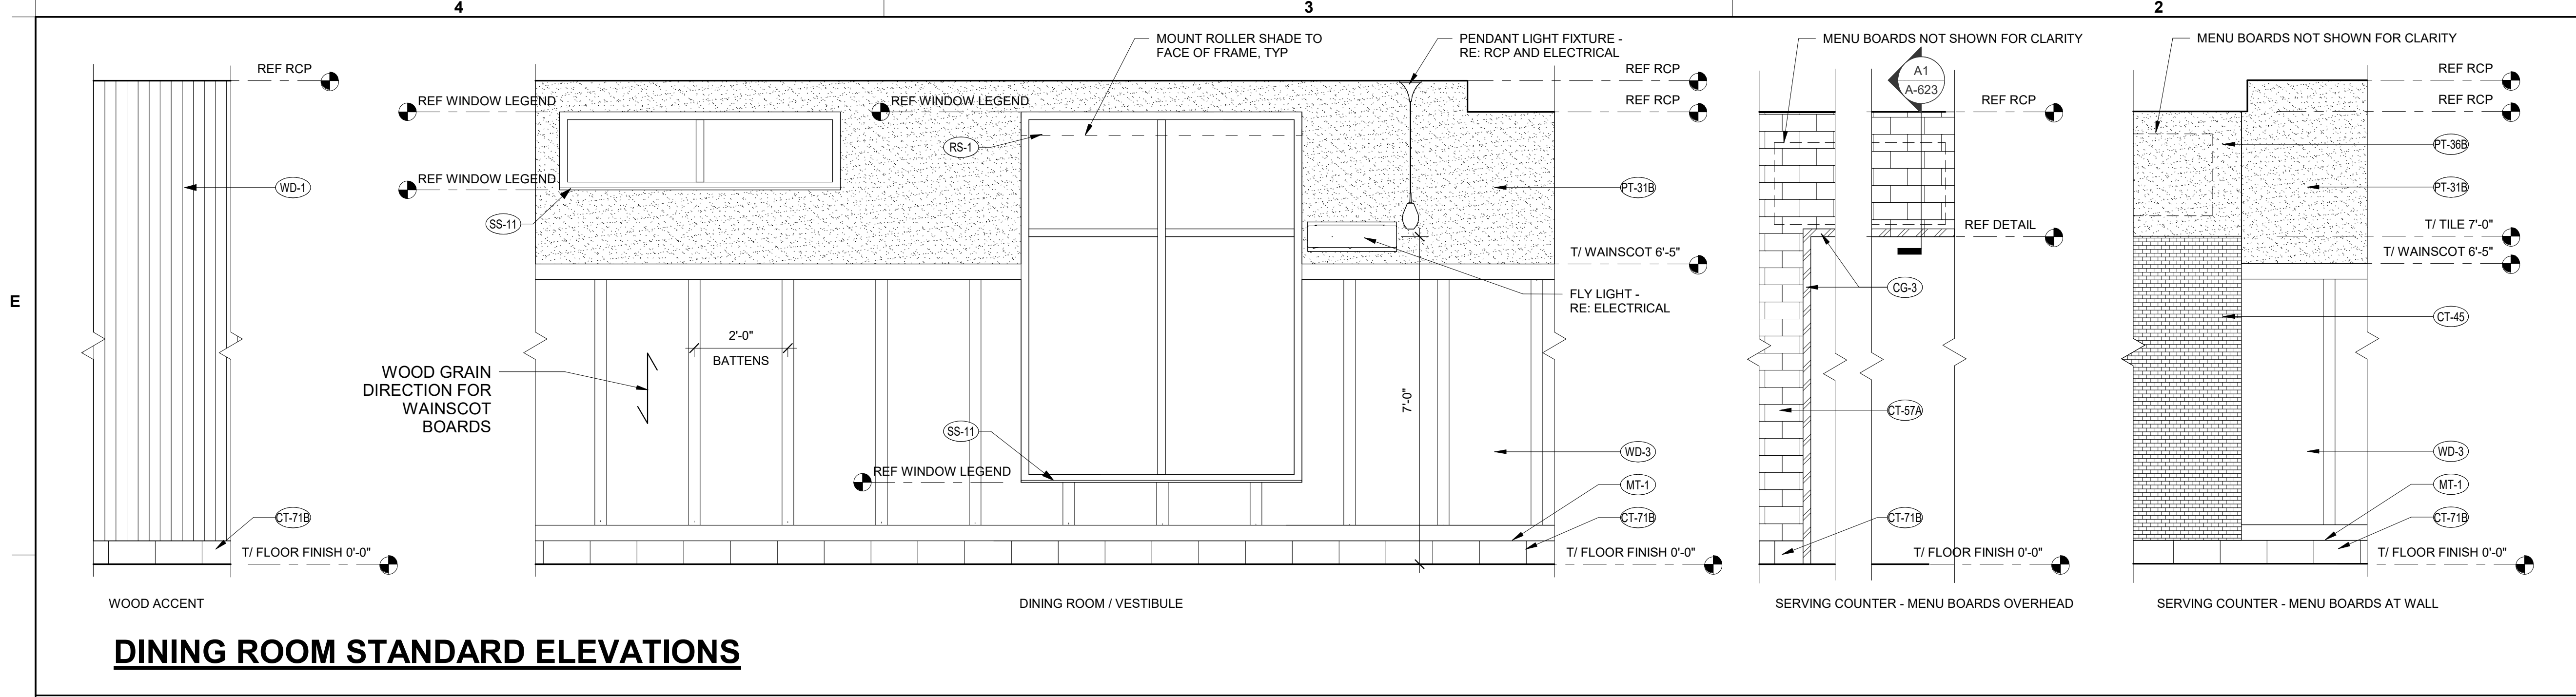 4
3
2
E
REF RCP
WD-1
CT-71B
T/ FLOOR FINISH 0'-0"
WOOD ACCENT
REF WINDOW LEGEND
REF WINDOW LEGEND
SS-11
WOOD GRAIN
DIRECTION FOR
WAINSCOT
BOARDS
2'-0"
BATTENS
REF WINDOW LEGEND
RS-1
MOUNT ROLLER SHADE TO
FACE OF FRAME, TYP
PENDANT LIGHT FIXTURE -
RE: RCP AND ELECTRICAL
REF RCP
REF RCP
PT-31B
T/ WAINSCOT 6'-5"
FLY LIGHT -
RE: ELECTRICAL
7'-0"
SS-11
REF WINDOW LEGEND
WD-3
MT-1
CT-71B
T/ FLOOR FINISH 0'-0"
DINING ROOM / VESTIBULE
MENU BOARDS NOT SHOWN FOR CLARITY
A1
A-623
REF RCP
REF DETAIL
CG-3
CT-57A
CT-71B
T/ FLOOR FINISH 0'-0"
SERVING COUNTER - MENU BOARDS OVERHEAD
MENU BOARDS NOT SHOWN FOR CLARITY
REF RCP
REF RCP
PT-36B
PT-31B
T/ TILE 7'-0"
T/ WAINSCOT 6'-5"
CT-45
WD-3
MT-1
CT-71B
T/ FLOOR FINISH 0'-0"
SERVING COUNTER - MENU BOARDS AT WALL
DINING ROOM STANDARD ELEVATIONS